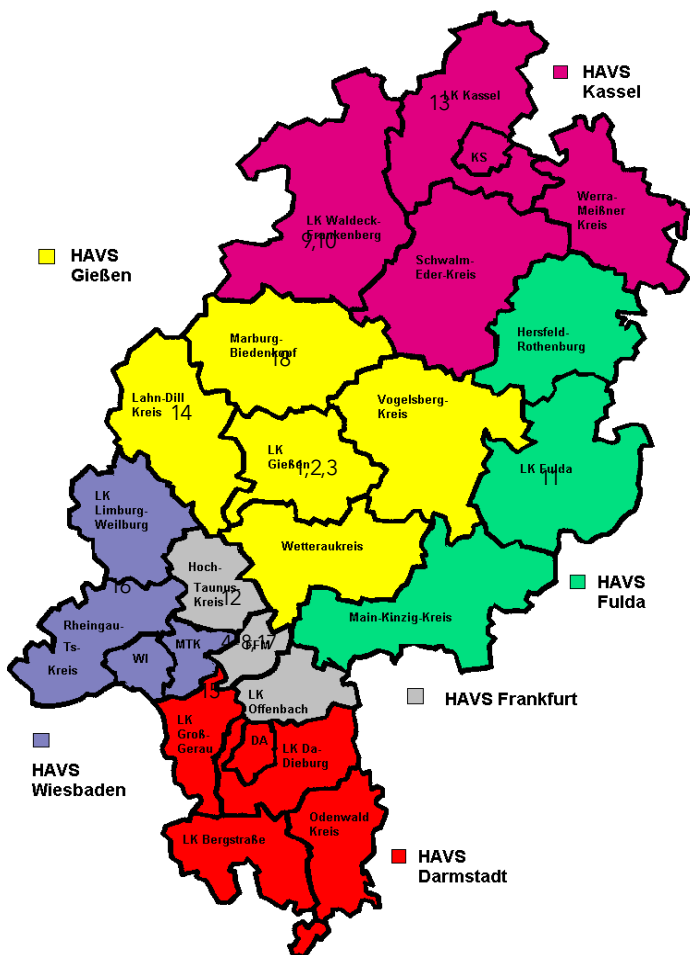 HAVS
Kassel
LK Kassel
13
KS
Werra-
Meißner
Kreis
LK Waldeck-
Frankenberg
9,10
Schwalm-
Eder-Kreis
HAVS
Gießen
Hersfeld-
Rothenburg
Marburg-
Biedenkopf
18
Lahn-Dill
Kreis
14
Vogelsberg-
Kreis
LK
Gießen
1,2,3
LK Fulda
11
LK
Limburg-
Weilburg
Wetteraukreis
Hoch-
Taunus
Kreis
12
HAVS
Fulda
16
Rheingau-
Ts-
Kreis
WI
MTK
4-8,17
FFM
Main-Kinzig-Kreis
LK
Offenbach
HAVS Frankfurt
15
LK
Groß-
Gerau
DA
LK Da-
Dieburg
HAVS
Wiesbaden
Odenwald
Kreis
LK Bergstraße
HAVS
Darmstadt